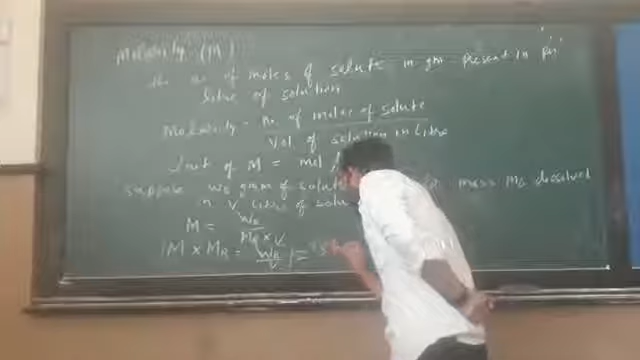 Molarity (M)
The no of moles of solute in gm present in per
litre of solution
Molarity = no. of moles of solute
Vol of solution in Litre
Unit of M = mol
Suppose WB gram of solute mass MB dissolved
in V litre of solu
M = WB
MB × V
M × MB = WB =
V